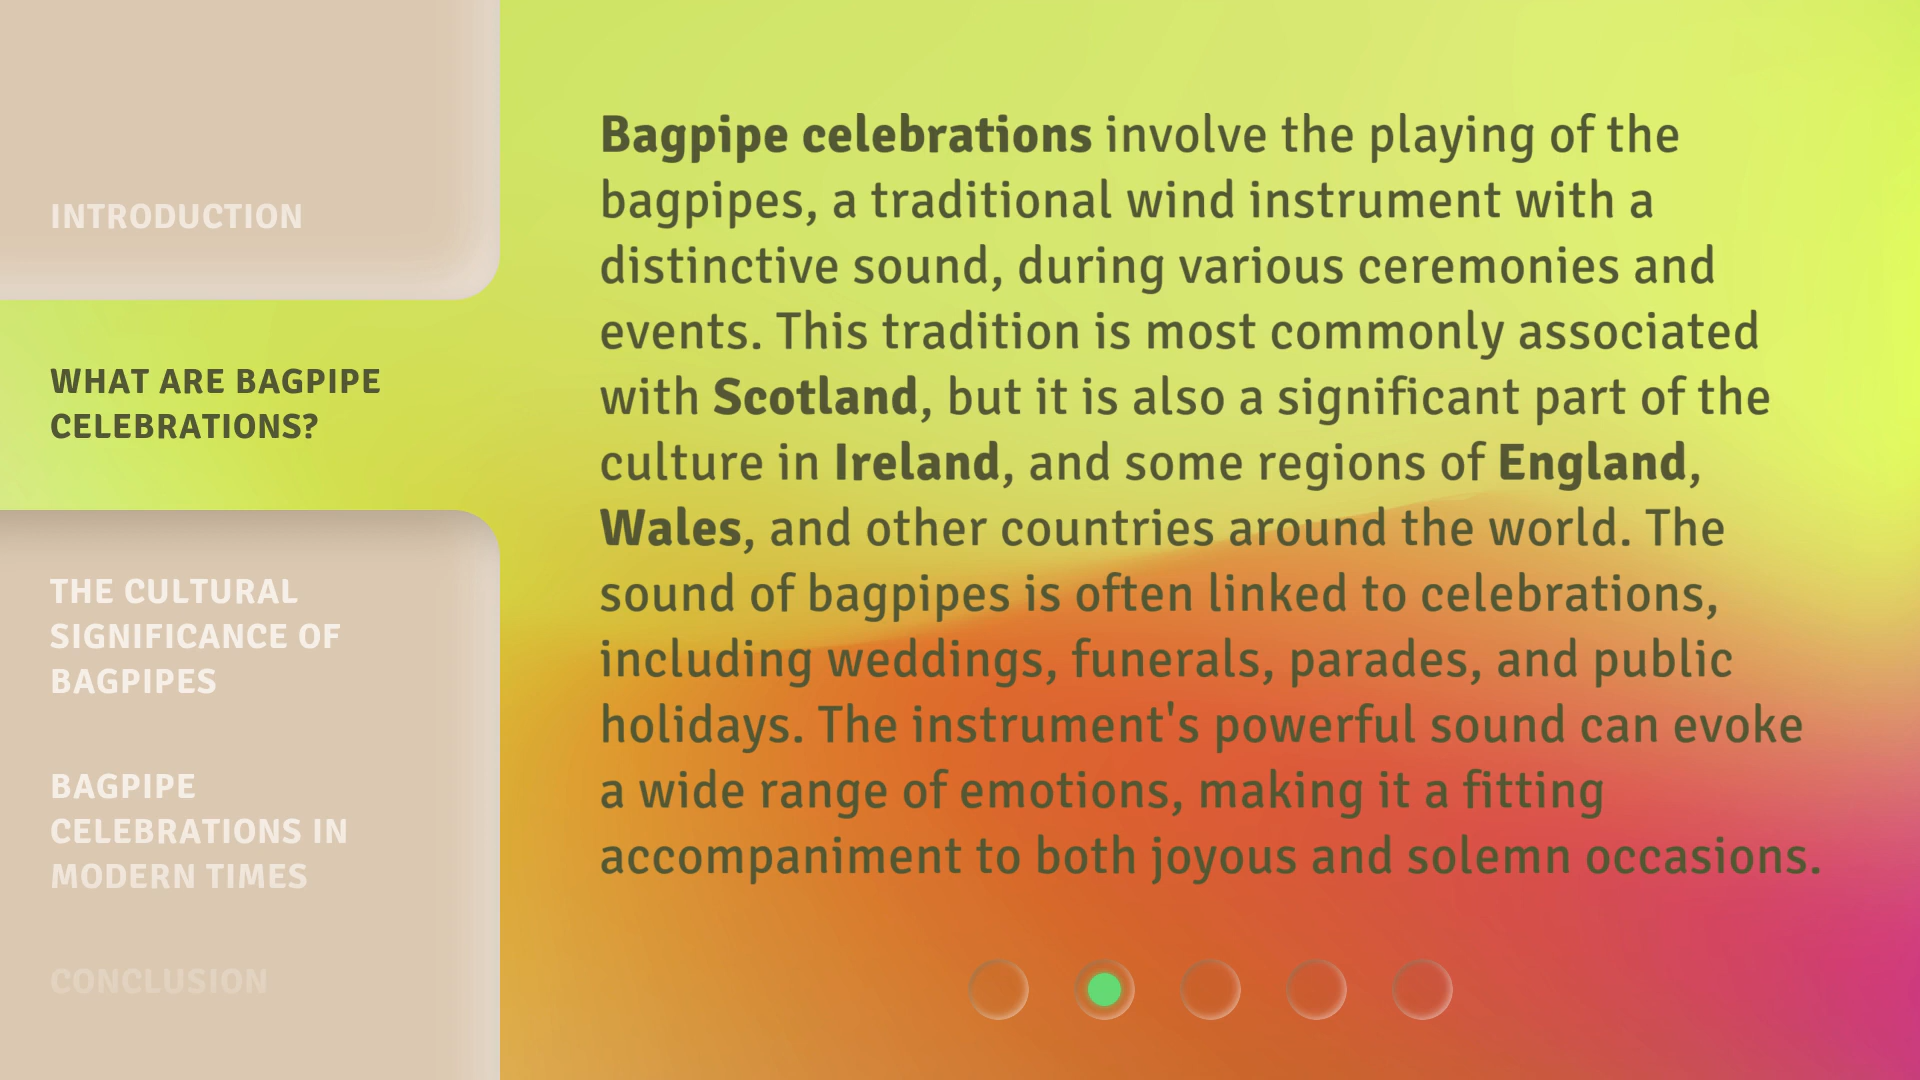 INTRODUCTION
WHAT ARE BAGPIPE
CELEBRATIONS?
THE CULTURAL
SIGNIFICANCE OF
BAGPIPES
BAGPIPE
CELEBRATIONS IN
MODERN TIMES
CONCLUSION
Bagpipe celebrations involve the playing of the
bagpipes, a traditional wind instrument with a
distinctive sound, during various ceremonies and
events. This tradition is most commonly associated
with Scotland, but it is also a significant part of the
culture in Ireland, and some regions of England,
Wales, and other countries around the world. The
sound of bagpipes is often linked to celebrations,
including weddings, funerals, parades, and public
holidays. The instrument's powerful sound can evoke
a wide range of emotions, making it a fitting
accompaniment to both joyous and solemn occasions.